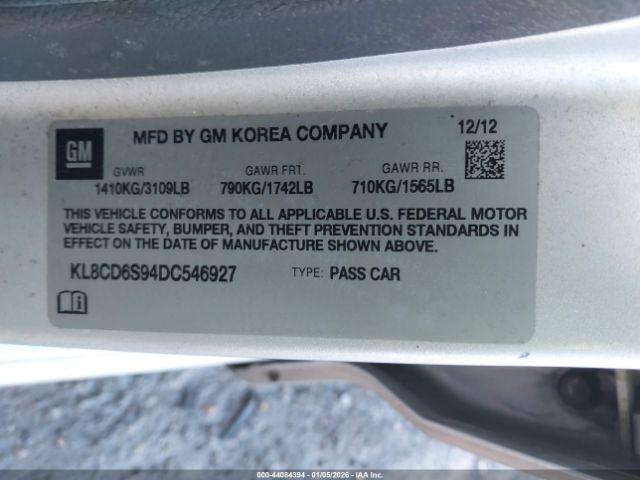 GM
MFD BY GM KOREA COMPANY
12/12
GVWR GAWR FRT. GAWR RR.
1410KG/3109LB 790KG/1742LB 710KG/1565LB
THIS VEHICLE CONFORMS TO ALL APPLICABLE U.S. FEDERAL MOTOR
VEHICLE SAFETY, BUMPER, AND THEFT PREVENTION STANDARDS IN
EFFECT ON THE DATE OF MANUFACTURE SHOWN ABOVE.
KL8CD6S94DC546927 TYPE: PASS CAR
000-44084394 | 01/05/2026 | IAA Inc.